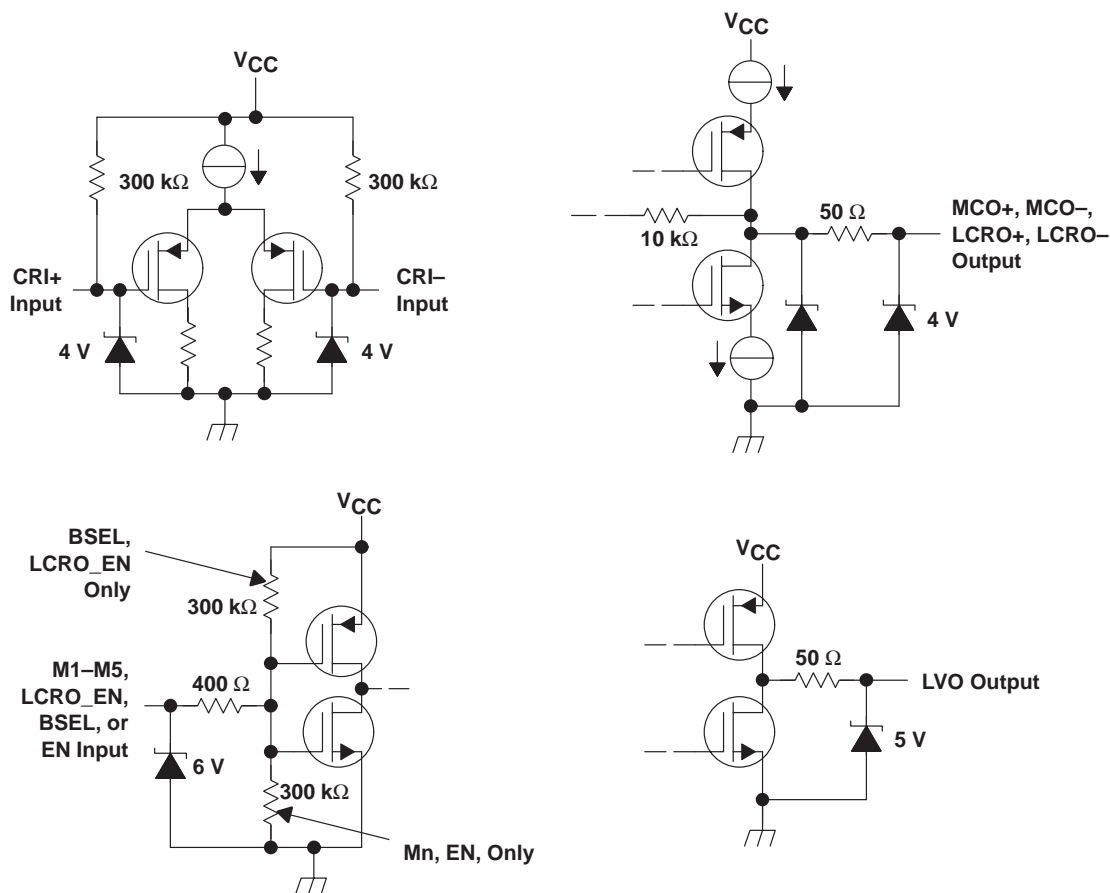 VCC
300 kΩ
300 kΩ
CRI+
Input
CRI–
Input
4 V
4 V
VCC
10 kΩ
50 Ω
MCO+, MCO–,
LCRO+, LCRO–
Output
4 V
VCC
BSEL,
LCRO_EN
Only
300 kΩ
M1–M5,
LCRO_EN,
BSEL, or
EN Input
400 Ω
6 V
300 kΩ
Mn, EN, Only
VCC
50 Ω
LVO Output
5 V